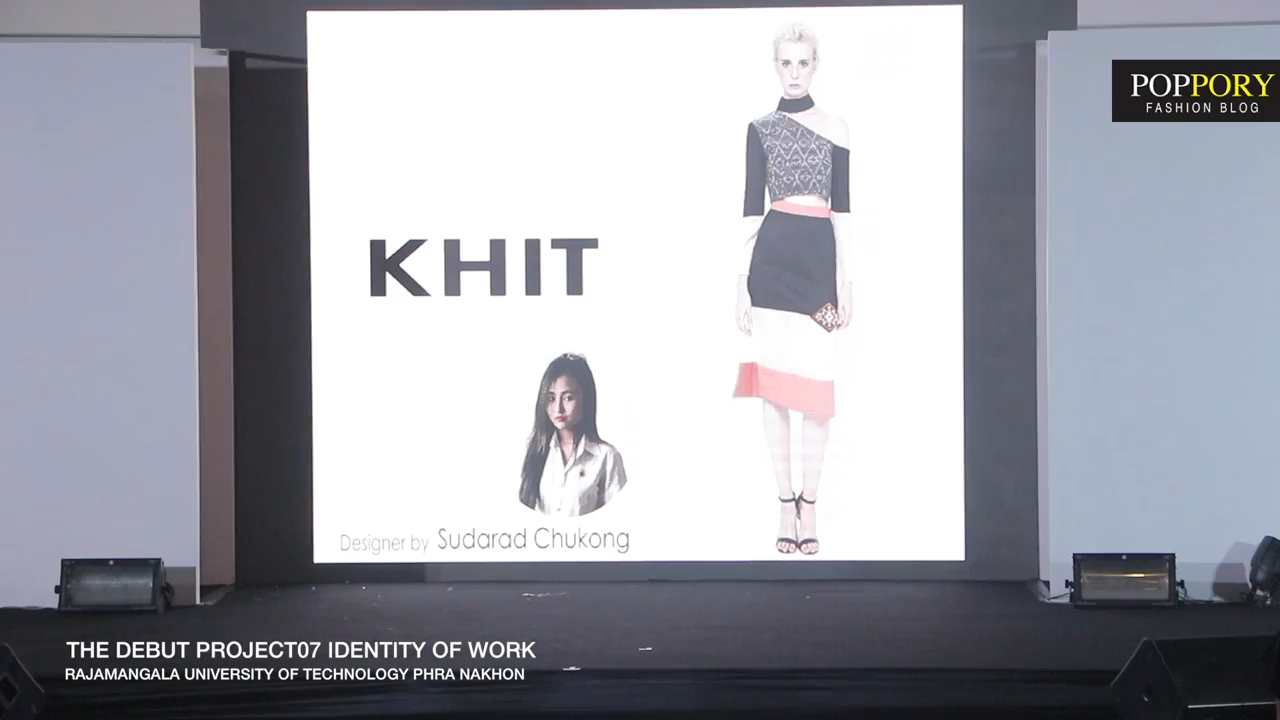 POPPORY
FASHION BLOG
KHIT
Designer by Sudarad Chukong
THE DEBUT PROJECT07 IDENTITY OF WORK
RAJAMANGALA UNIVERSITY OF TECHNOLOGY PHRA NAKHON